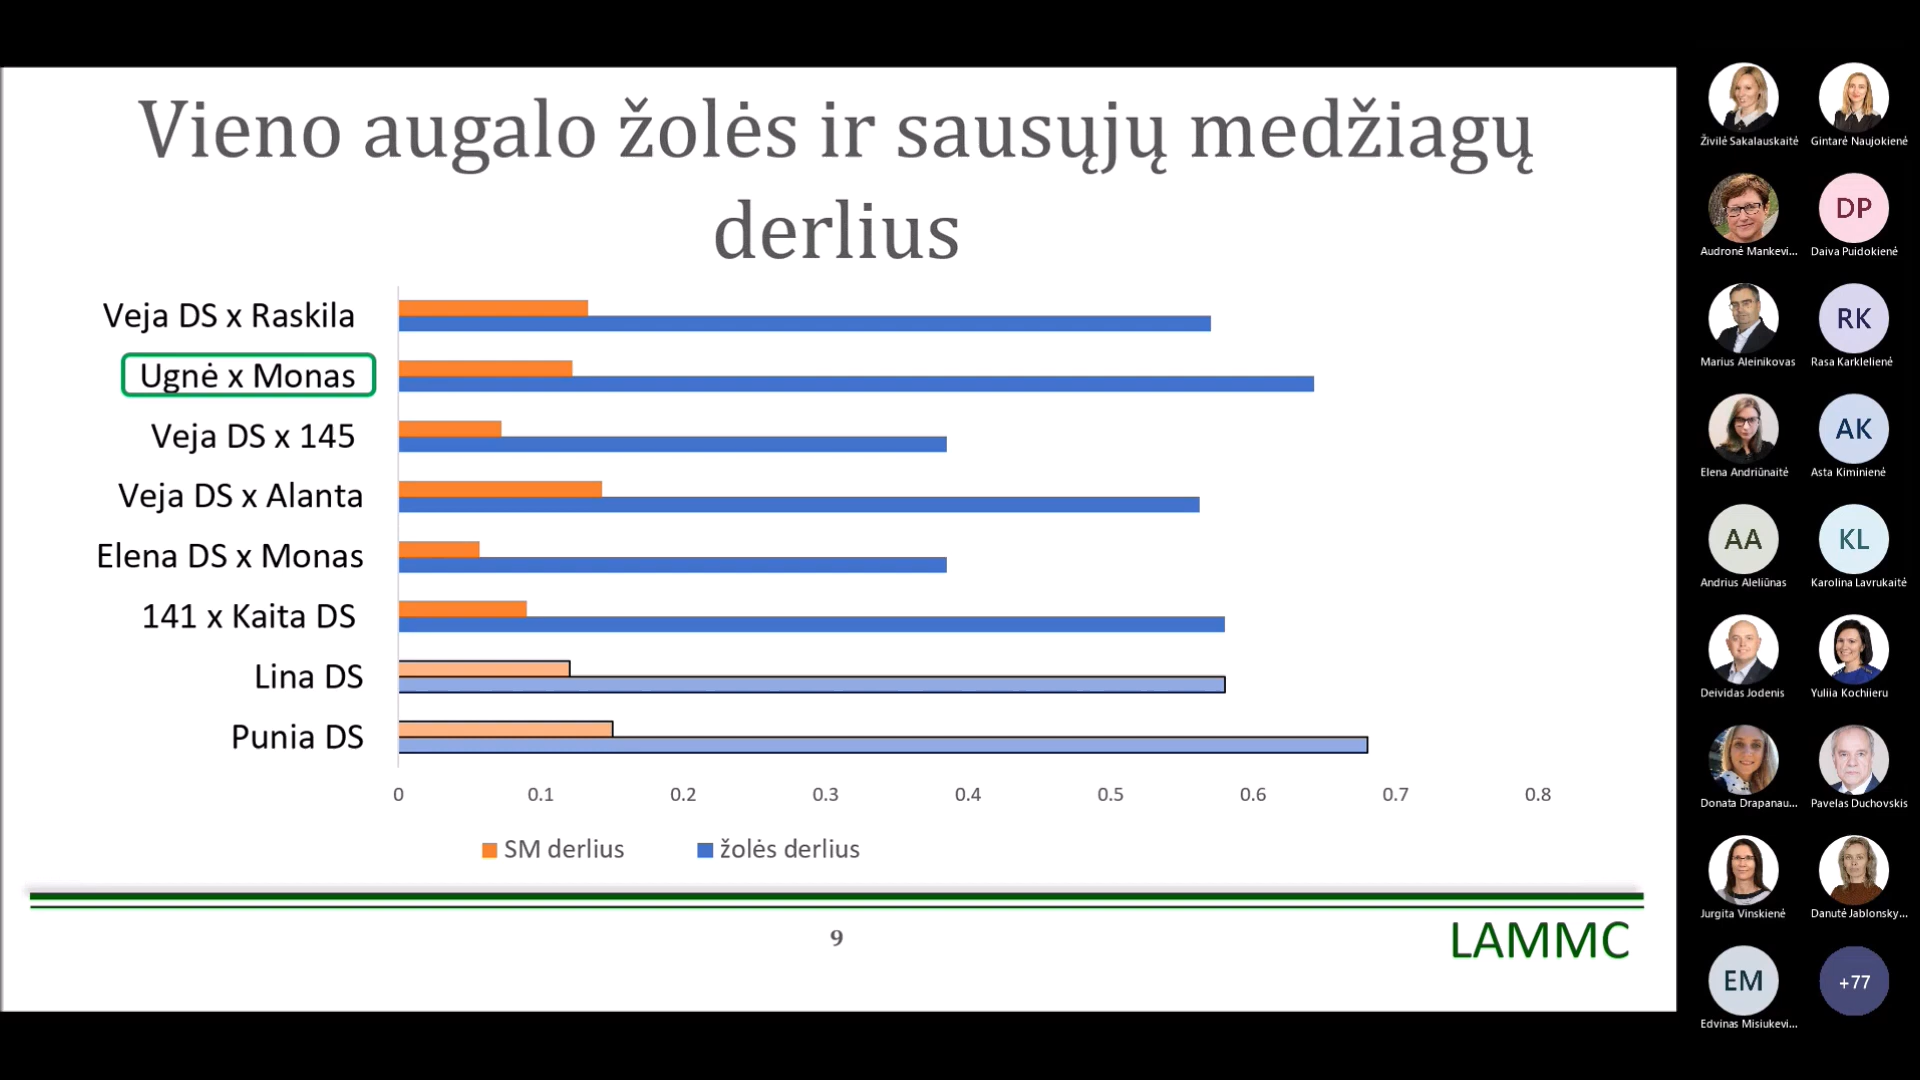 Vieno augalo žolės ir sausųjų medžiagų
derlius
Veja DS x Raskila
Ugnė x Monas
Veja DS x 145
Veja DS x Alanta
Elena DS x Monas
141 x Kaita DS
Lina DS
Punia DS
0 0.1 0.2 0.3 0.4 0.5 0.6 0.7 0.8
SM derlius žolės derlius
9
LAMMC
Živilė Sakalauskaitė Gintarė Naujokienė
DP
Audronė Mankevi... Daiva Puidokienė
RK
Marius Aleinikovas Rasa Karklelienė
AK
Elena Andriūnaitė Asta Kiminienė
AA KL
Andrius Aleliūnas Karolina Lavrukaitė
Deividas Jodenis Yuliia Kochiieru
Donata Drapanau... Pavelas Duchovskis
Jurgita Vinskienė Danutė Jablonsky...
EM +77
Edvinas Misiukevi...